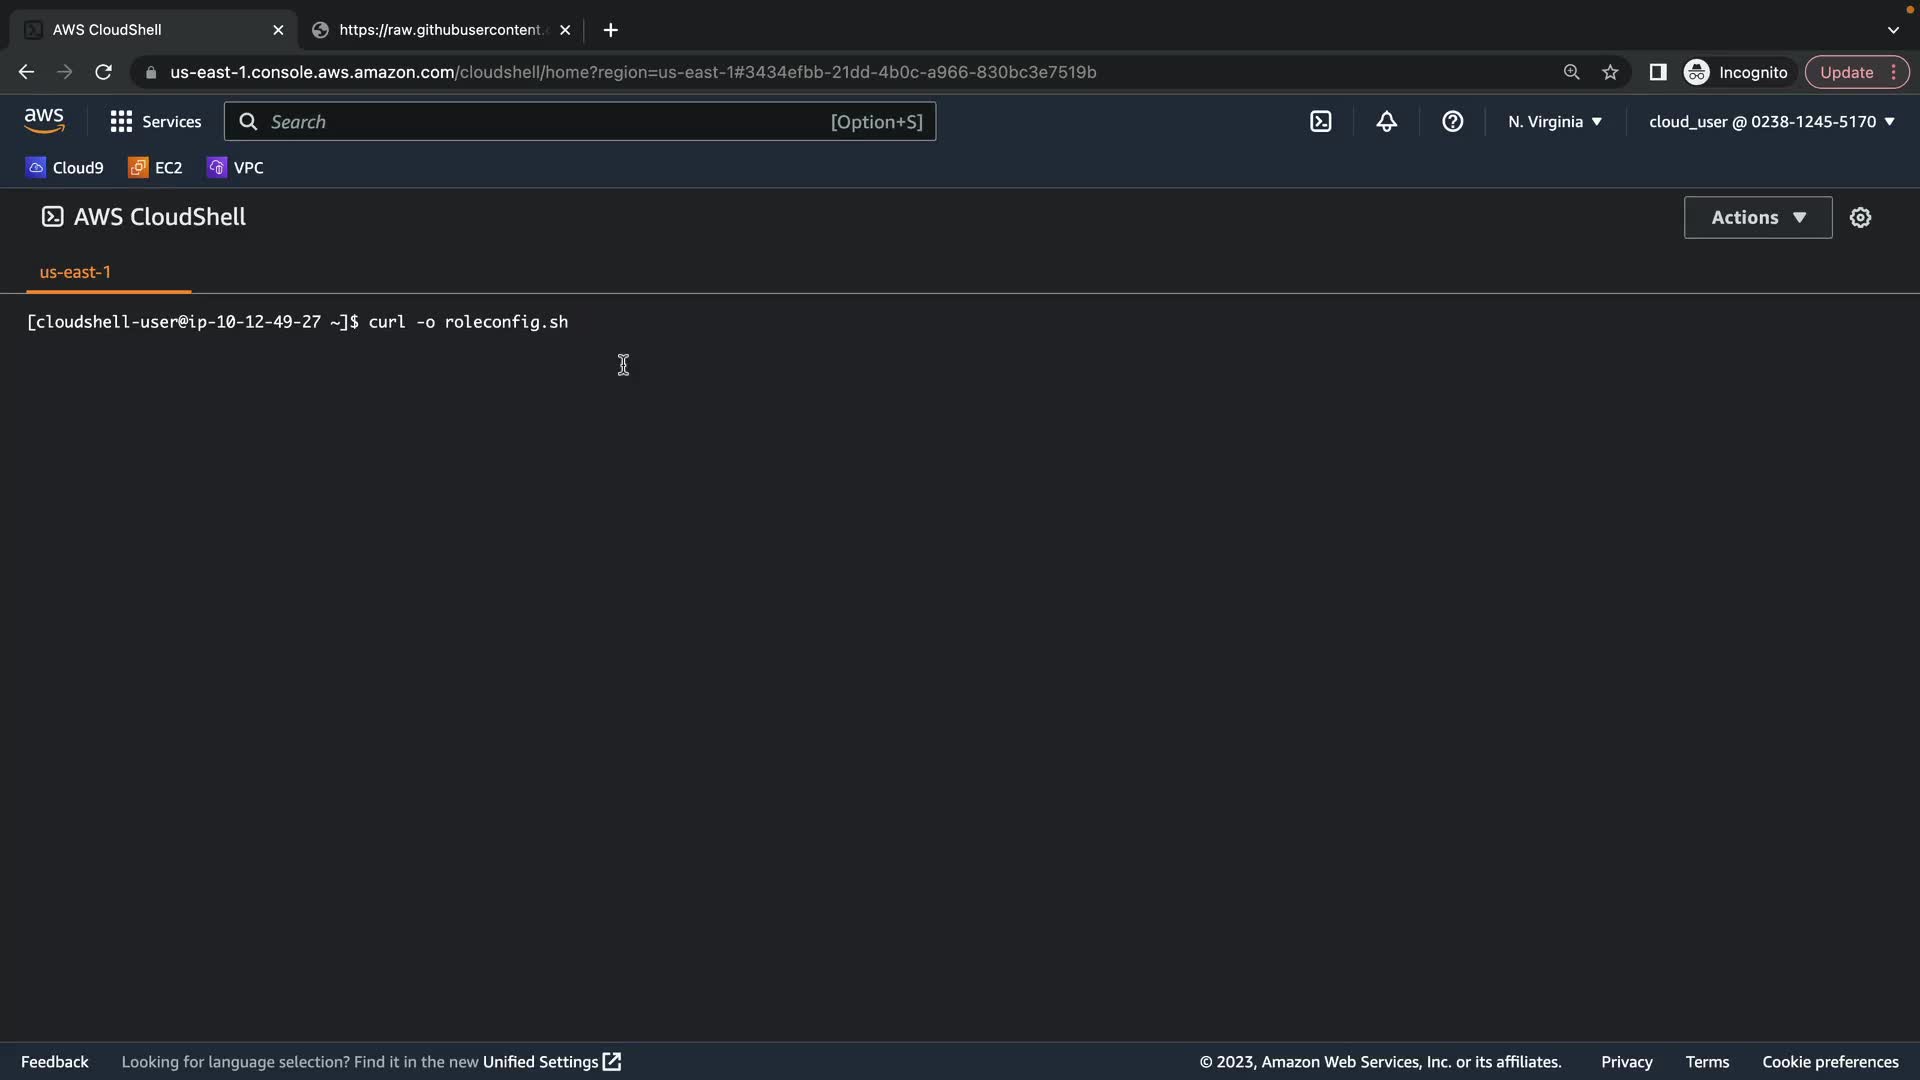 AWS CloudShell
https://raw.githubusercontent.
us-east-1.console.aws.amazon.com/cloudshell/home?region=us-east-1#3434efbb-21dd-4b0c-a966-830bc3e7519b
Incognito
Update
aws
Services
Search
[Option+S]
N. Virginia
cloud_user @ 0238-1245-5170
Cloud9
EC2
VPC
AWS CloudShell
Actions
us-east-1
[cloudshell-user@ip-10-12-49-27 ~]$ curl -o roleconfig.sh
Feedback
Looking for language selection? Find it in the new Unified Settings
© 2023, Amazon Web Services, Inc. or its affiliates.
Privacy
Terms
Cookie preferences